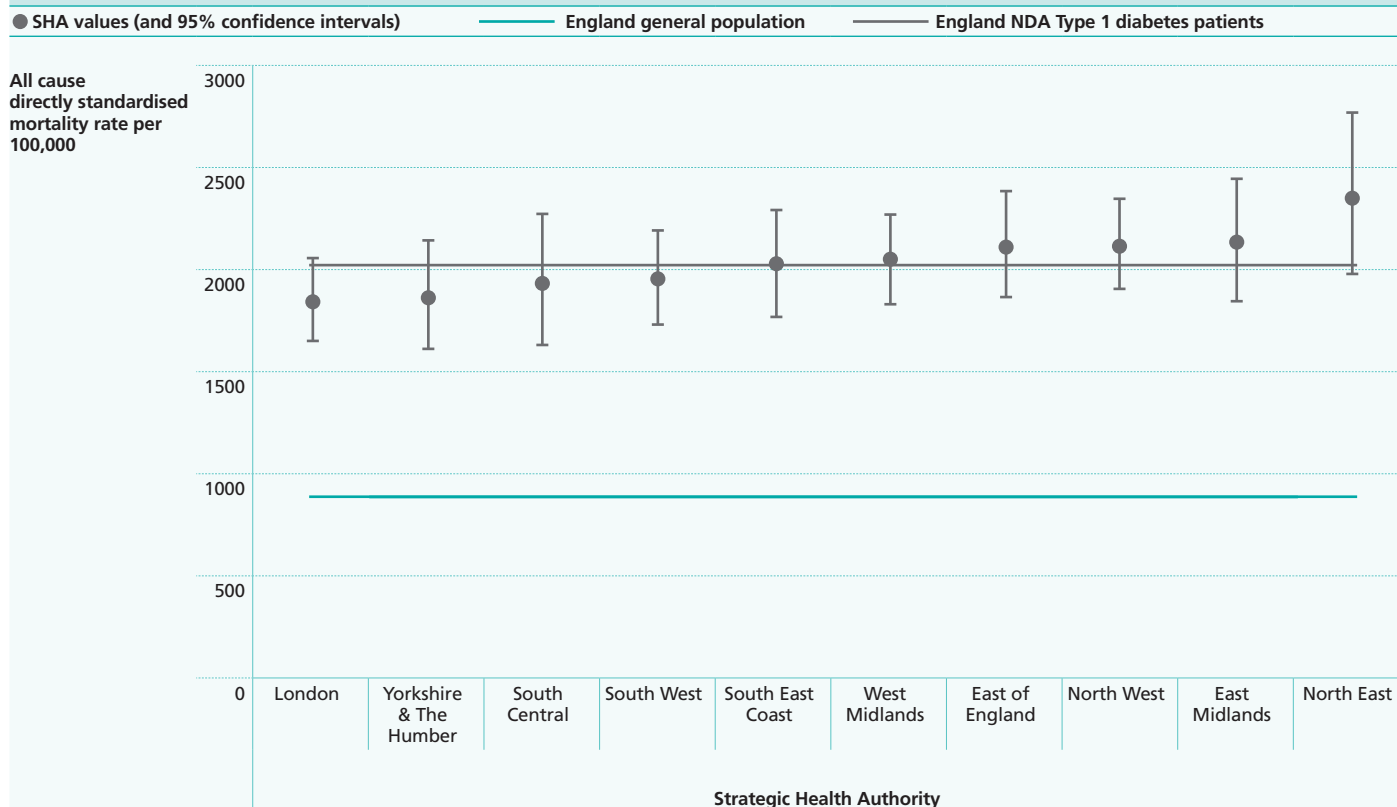 SHA values (and 95% confidence intervals)
England general population
England NDA Type 1 diabetes patients
All cause
directly standardised
mortality rate per
100,000
3000
2500
2000
1500
1000
500
0
London
Yorkshire
& The
Humber
South
Central
South West
South East
Coast
West
Midlands
East of
England
North West
East
Midlands
North East
Strategic Health Authority